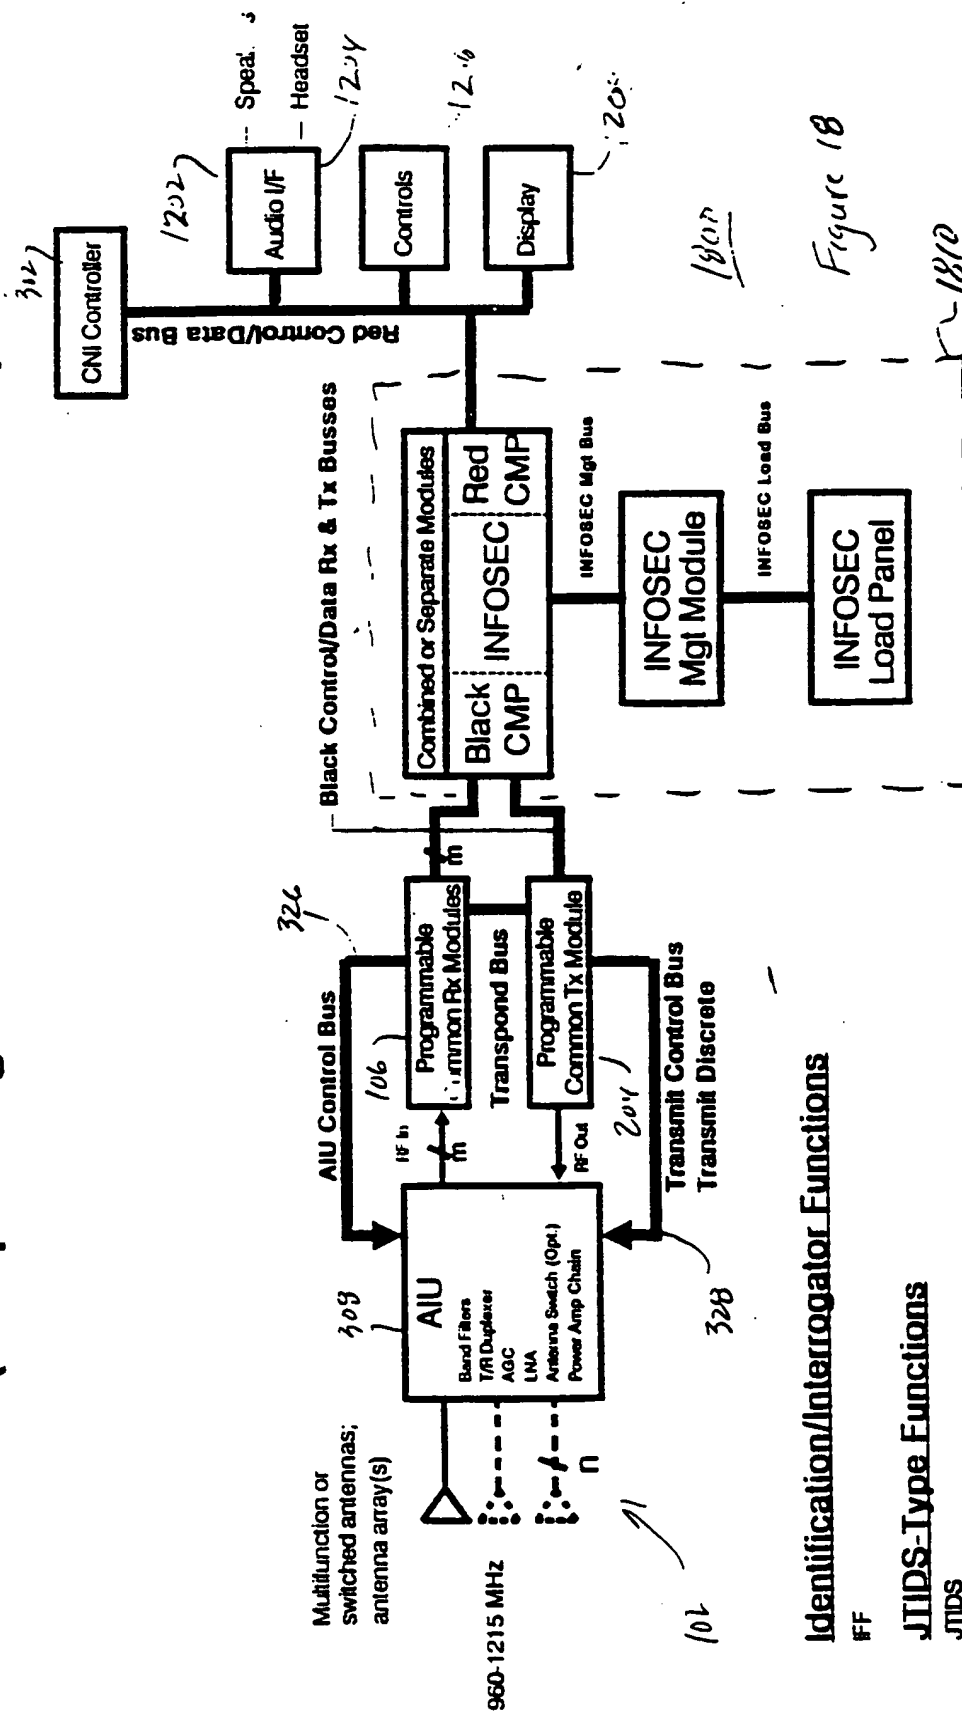 312
CNI Controller
Red Control/Data Bus
1202
Audio I/F
Headset
1204
Controls
Display
Black Control/Data Rx & Tx Busses
Combined or Separate Modules
Black CMP
INFOSEC
Red CMP
INFOSEC Mgt Bus
INFOSEC
Mgt Module
INFOSEC Load Bus
INFOSEC
Load Panel
1800
Figure 18
1810
326
AIU Control Bus
106
Programmable
Common Rx Modules
m
Transpond Bus
Programmable
Common Tx Module
204
RF In
m
RF Out
Transmit Control Bus
Transmit Discrete
328
308
AIU
Band Filters
T/R Duplexer
AGC
LNA
Antenna Switch (Opt.)
Power Amp Chain
Multifunction or
switched antennas;
antenna array(s)
n
960-1215 MHz
102
Identification/Interrogator Functions
IFF
JTIDS-Type Functions
JTIDS